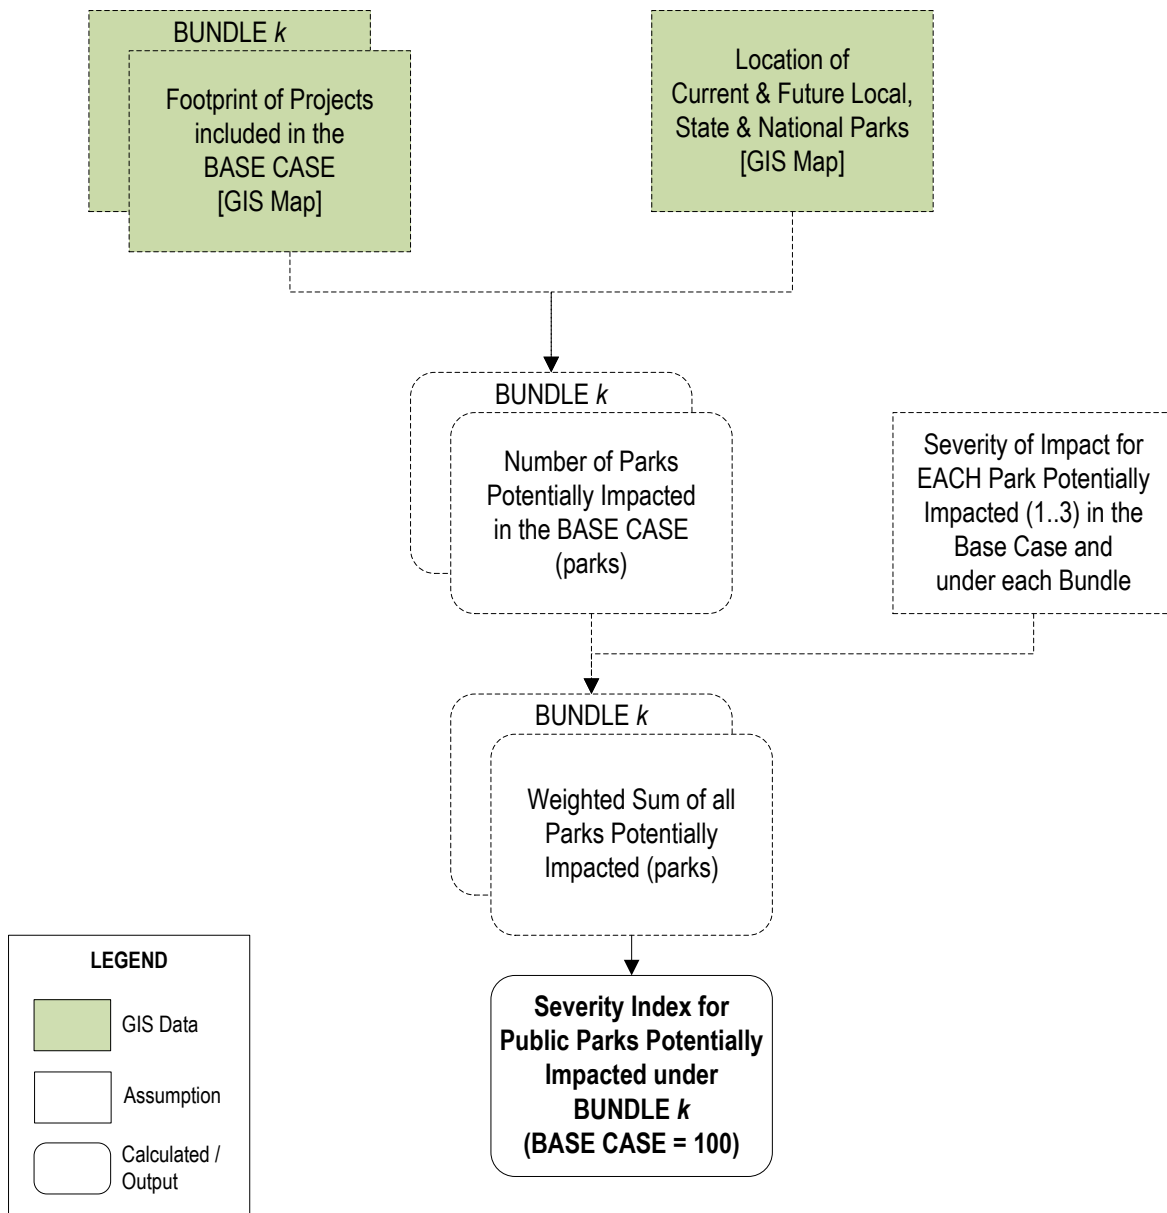 BUNDLE k
Footprint of Projects
included in the
BASE CASE
[GIS Map]
Location of
Current & Future Local,
State & National Parks
[GIS Map]
BUNDLE k
Number of Parks
Potentially Impacted
in the BASE CASE
(parks)
Severity of Impact for
EACH Park Potentially
Impacted (1..3) in the
Base Case and
under each Bundle
BUNDLE k
Weighted Sum of all
Parks Potentially
Impacted (parks)
Severity Index for
Public Parks Potentially
Impacted under
BUNDLE k
(BASE CASE = 100)
LEGEND
GIS Data
Assumption
Calculated /
Output